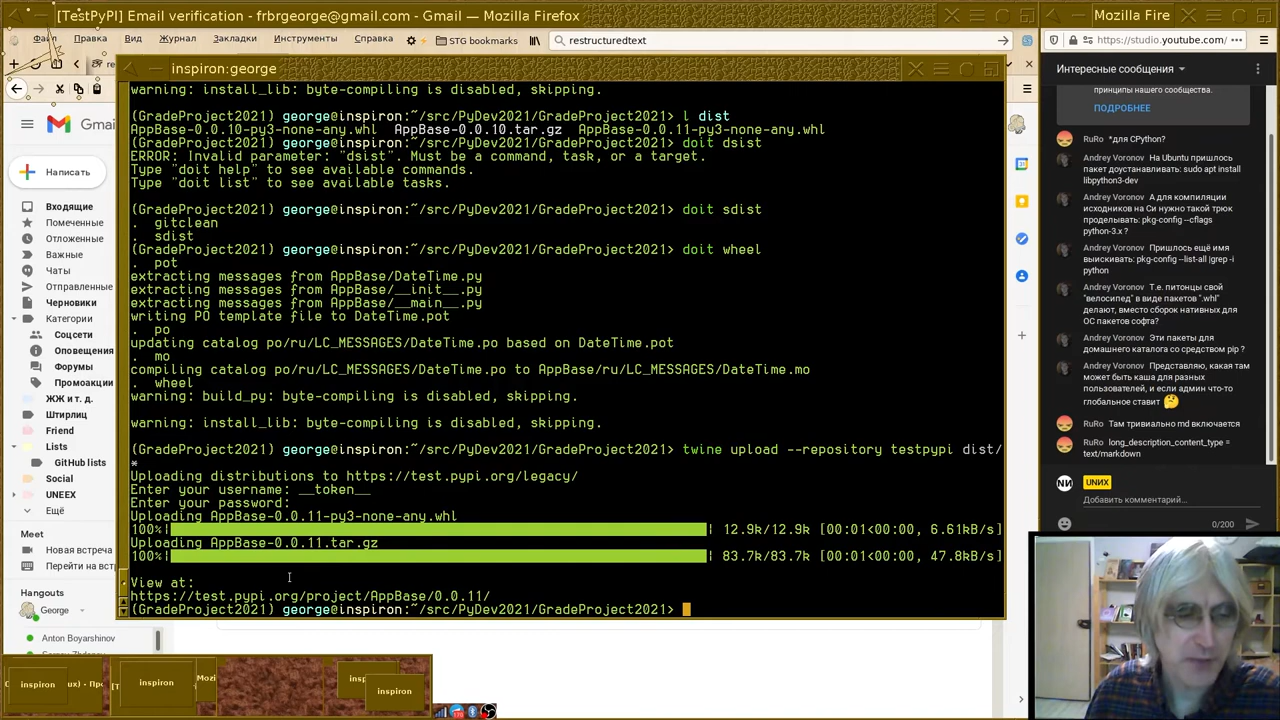 [TestPyPI] Email verification - frbrgeorge@gmail.com - Gmail — Mozilla Firefox
Mozilla Fire
Файл Правка Вид Журнал Закладки Инструменты Справка
STG bookmarks
restructuredtext
https://studio.youtube.com/
inspiron:george
warning: install_lib: byte-compiling is disabled, skipping.
(GradeProject2021) george@inspiron:~/src/PyDev2021/GradeProject2021> l dist
AppBase-0.0.10-py3-none-any.whl AppBase-0.0.10.tar.gz AppBase-0.0.11-py3-none-any.whl
(GradeProject2021) george@inspiron:~/src/PyDev2021/GradeProject2021> doit dsist
ERROR: Invalid parameter: "dsist". Must be a command, task, or a target.
Type "doit help" to see available commands.
Type "doit list" to see available tasks.
(GradeProject2021) george@inspiron:~/src/PyDev2021/GradeProject2021> doit sdist
. gitclean
. sdist
(GradeProject2021) george@inspiron:~/src/PyDev2021/GradeProject2021> doit wheel
. pot
extracting messages from AppBase/DateTime.py
extracting messages from AppBase/__init__.py
extracting messages from AppBase/__main__.py
writing PO template file to DateTime.pot
. po
updating catalog po/ru/LC_MESSAGES/DateTime.po based on DateTime.pot
. mo
compiling catalog po/ru/LC_MESSAGES/DateTime.po to AppBase/ru/LC_MESSAGES/DateTime.mo
. wheel
warning: build_py: byte-compiling is disabled, skipping.
warning: install_lib: byte-compiling is disabled, skipping.
(GradeProject2021) george@inspiron:~/src/PyDev2021/GradeProject2021> twine upload --repository testpypi dist/
*
Uploading distributions to https://test.pypi.org/legacy/
Enter your username: __token__
Enter your password:
Uploading AppBase-0.0.11-py3-none-any.whl
100%| | 12.9k/12.9k [00:01<00:00, 6.61kB/s]
Uploading AppBase-0.0.11.tar.gz
100%| | 83.7k/83.7k [00:01<00:00, 47.8kB/s]
View at:
https://test.pypi.org/project/AppBase/0.0.11/
(GradeProject2021) george@inspiron:~/src/PyDev2021/GradeProject2021>
Gmai
Написать
Входящие
Помеченные
Отложенные
Важные
Чаты
Отправленные
Черновики
Категории
Соцсети
Оповещения
Форумы
Промоакции
ЖЖ и т. д.
Штирлиц
Friend
Lists
GitHub lists
Social
UNEEX
Ещё
Meet
Новая встреча
Перейти на вст
Hangouts
George
Anton Boyarshinov
inspiron
inspiron
Moz
insp
inspiron
Интересные сообщения
принципы нашего сообщества.
ПОДРОБНЕЕ
RuRo *для CPython?
Andrey Voronov На Ubuntu пришлось
пакет доустанавливать: sudo apt install
libpython3-dev
Andrey Voronov А для компиляции
исходников на Си нужно такой трюк
проделывать: pkg-config --cflags
python-3.x ?
Andrey Voronov Пришлось ещё имя
выискивать: pkg-config --list-all |grep -i
python
Andrey Voronov Т.е. питонцы свой
"велосипед" в виде пакетов ".whl"
делают, вместо сборок нативных для
ОС пакетов софта?
Andrey Voronov Эти пакеты для
домашнего каталога со средством pip ?
Andrey Voronov Представляю, какая там
может быть каша для разных
пользователей, и если админ что-то
глобальное ставит
RuRo Там тривиально md включается
RuRo long_description_content_type =
text/markdown
UNИX
Добавить комментарий...
0/200